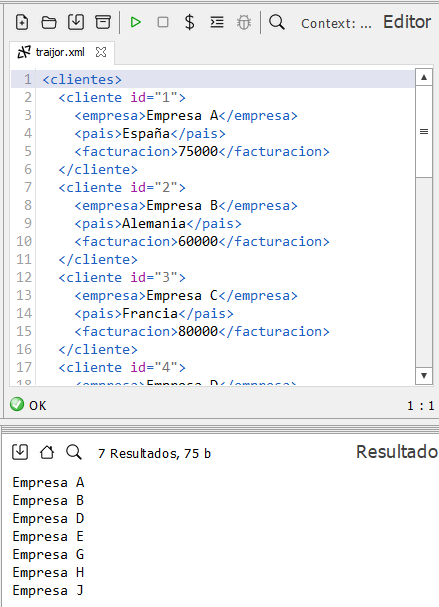 Context: ... Editor
traijor.xml
1 <clientes>
2 <cliente id="1">
3 <empresa>Empresa A</empresa>
4 <pais>España</pais>
5 <facturacion>75000</facturacion>
6 </cliente>
7 <cliente id="2">
8 <empresa>Empresa B</empresa>
9 <pais>Alemania</pais>
10 <facturacion>60000</facturacion>
11 </cliente>
12 <cliente id="3">
13 <empresa>Empresa C</empresa>
14 <pais>Francia</pais>
15 <facturacion>80000</facturacion>
16 </cliente>
17 <cliente id="4">
18 <empresa>Empresa D</empresa>
OK 1 : 1
7 Resultados, 75 b Resultado
Empresa A
Empresa B
Empresa D
Empresa E
Empresa G
Empresa H
Empresa J